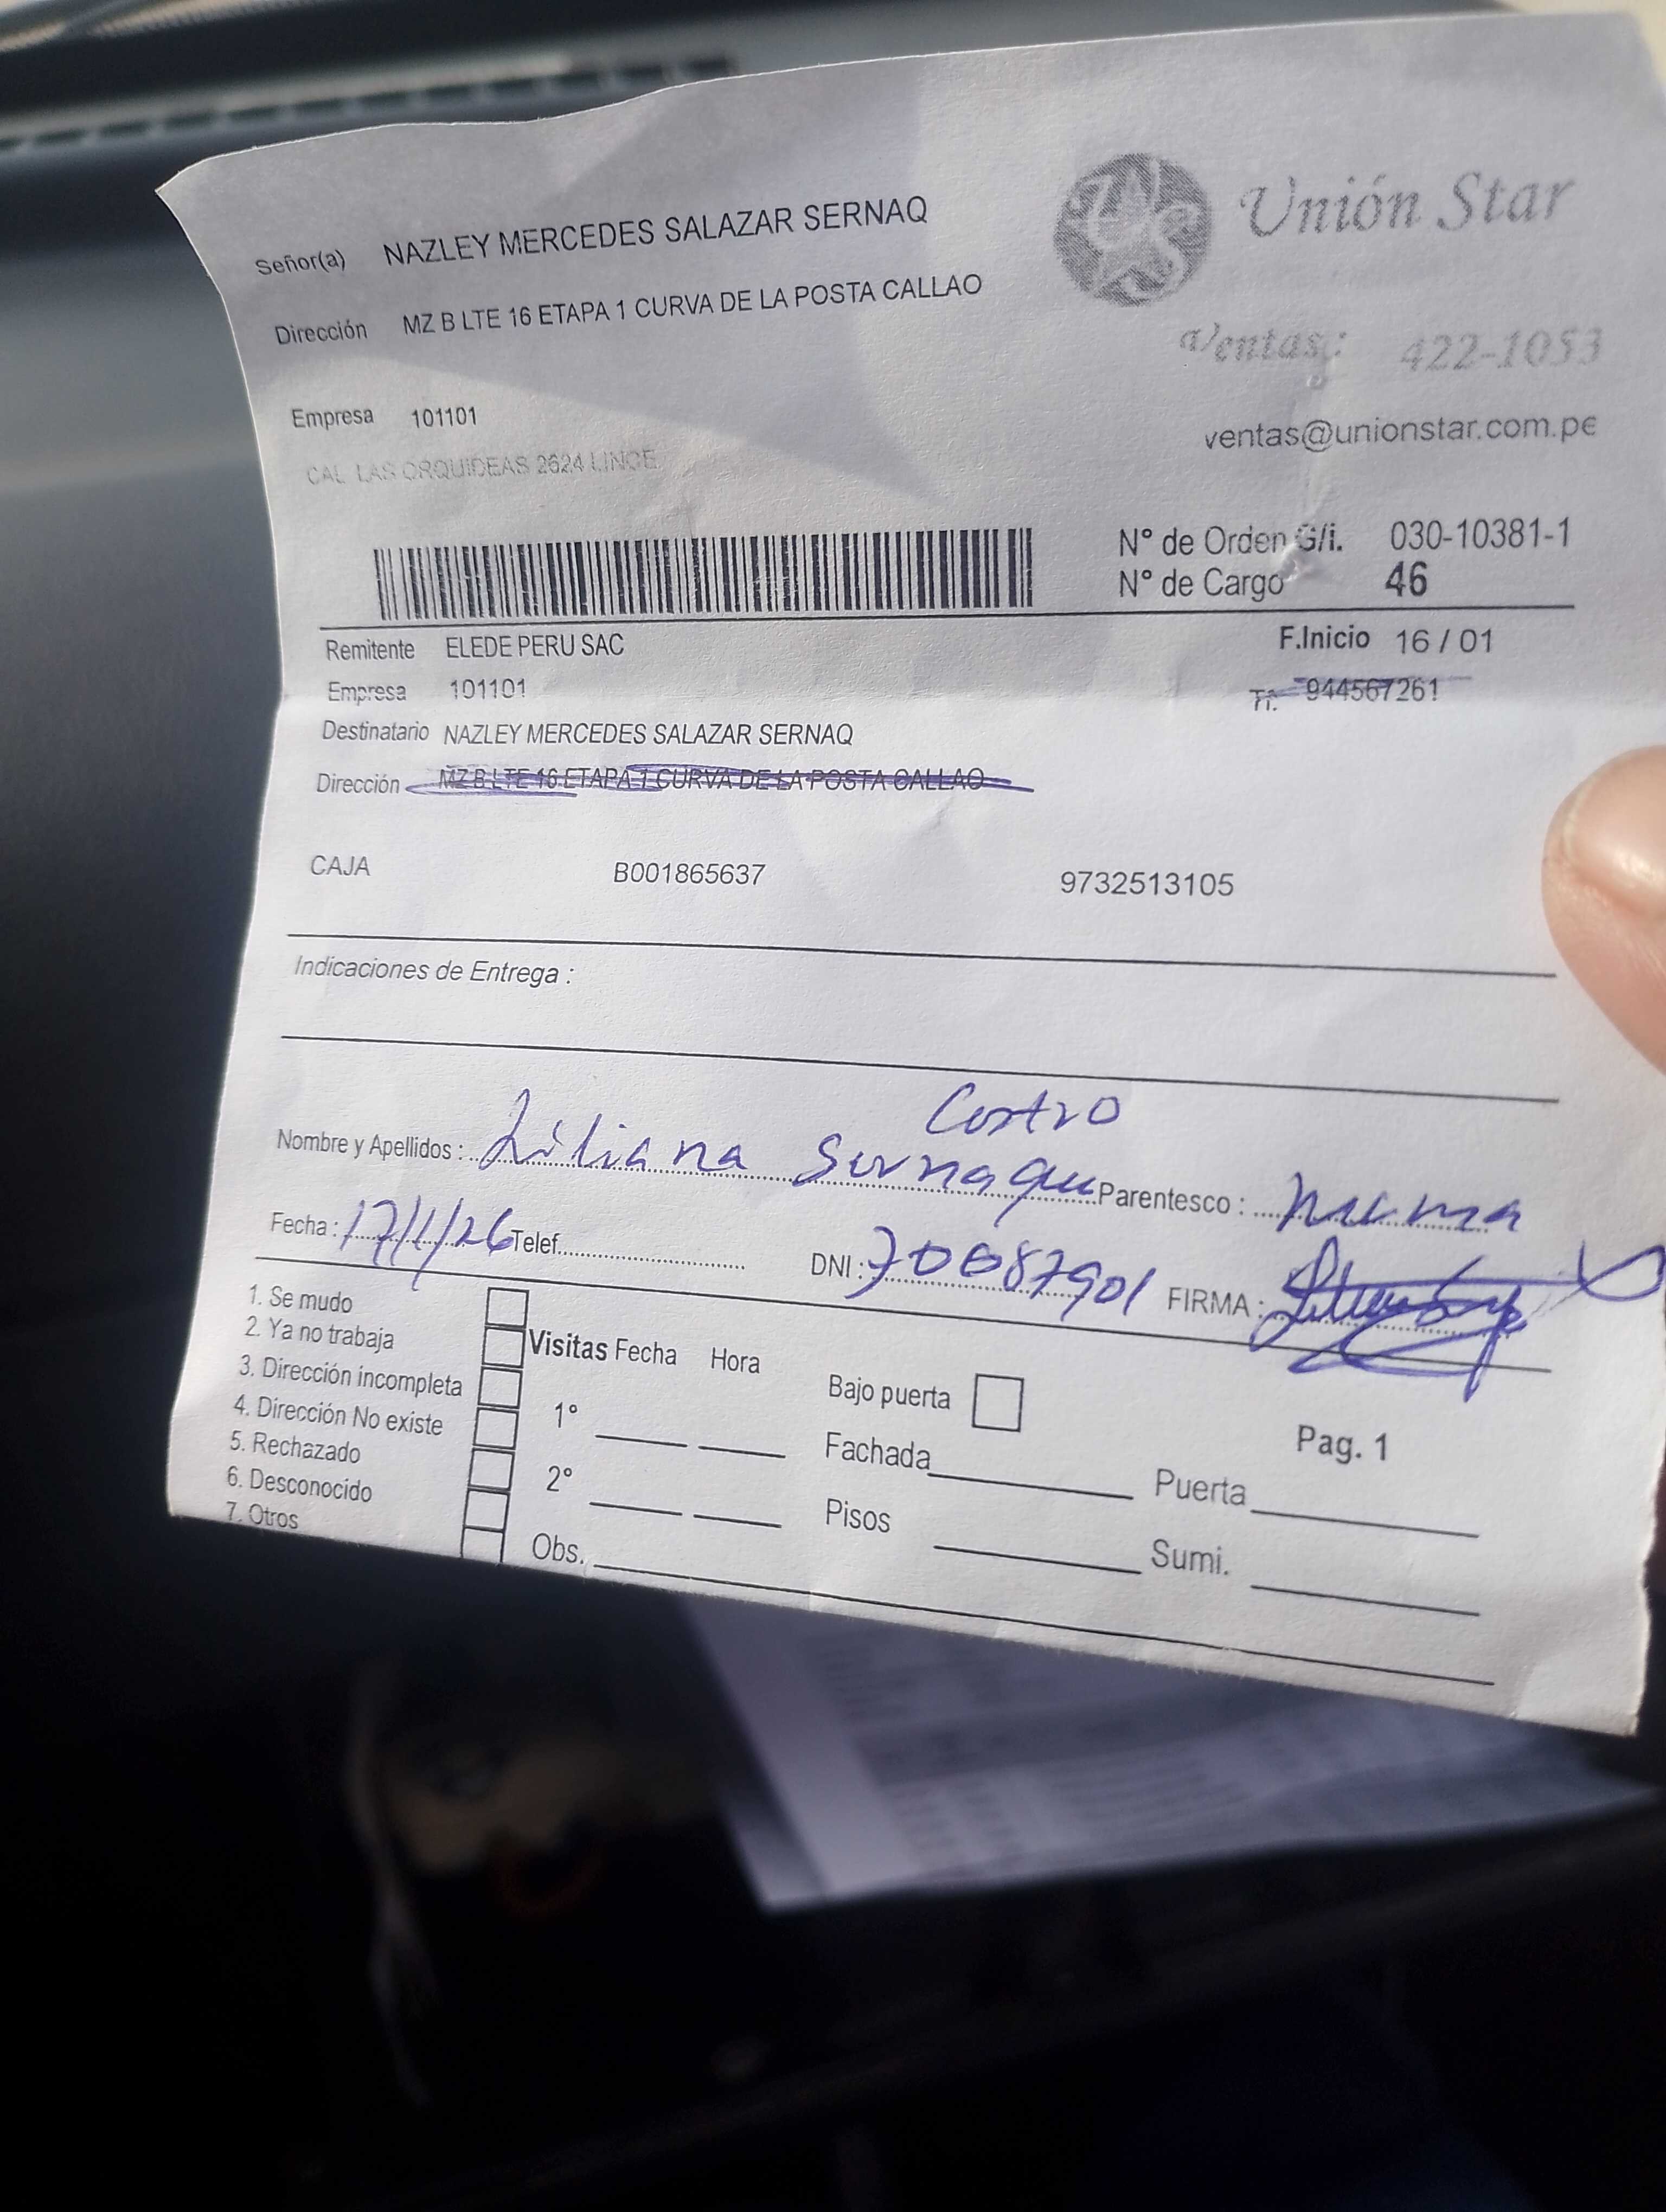 Unión Star
Señor(a) NAZLEY MERCEDES SALAZAR SERNAQ
Dirección MZ B LTE 16 ETAPA 1 CURVA DE LA POSTA CALLAO
Ventas: 422-1053
Empresa 101101
ventas@unionstar.com.pe
CAL LAS ORQUIDEAS 2624 LINCE
N° de Orden G/i. 030-10381-1
N° de Cargo 46
Remitente ELEDE PERU SAC F.Inicio 16 / 01
Empresa 101101 Tf. 944567261
Destinatario NAZLEY MERCEDES SALAZAR SERNAQ
Dirección MZ B LTE 16 ETAPA 1 CURVA DE LA POSTA CALLAO
CAJA B001865637 9732513105
Indicaciones de Entrega :
Castro
Nombre y Apellidos : Liliana Sernaque Parentesco :
Fecha : 17/1/26 Telef. DNI : 70087901 FIRMA :
1. Se mudo
2. Ya no trabaja
3. Dirección incompleta
4. Dirección No existe
5. Rechazado
6. Desconocido
7. Otros
Visitas Fecha Hora
1°
2°
Obs.
Bajo puerta
Fachada
Pisos
Pag. 1
Puerta
Sumi.